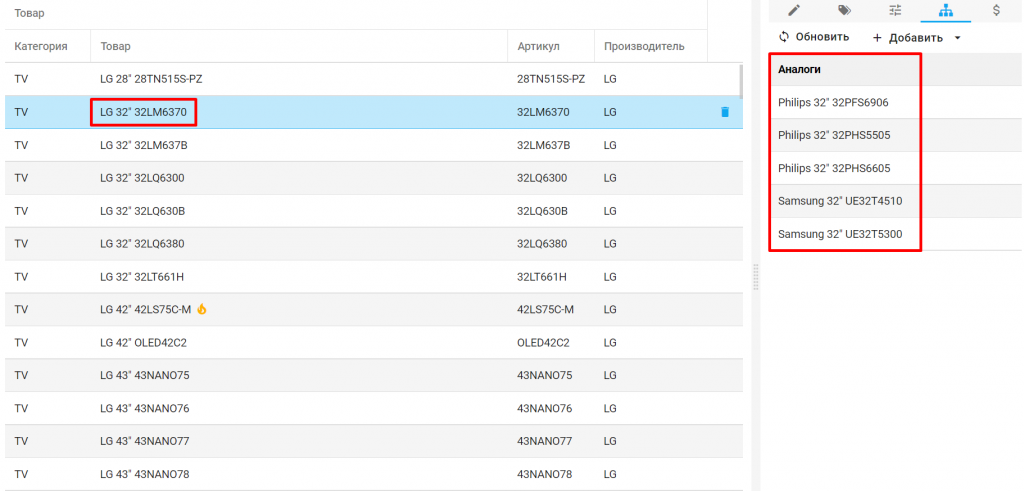 Товар
Категория Товар Артикул Производитель
TV LG 28" 28TN515S-PZ 28TN515S-PZ LG
TV LG 32" 32LM6370 32LM6370 LG
TV LG 32" 32LM637B 32LM637B LG
TV LG 32" 32LQ6300 32LQ6300 LG
TV LG 32" 32LQ630B 32LQ630B LG
TV LG 32" 32LQ6380 32LQ6380 LG
TV LG 32" 32LT661H 32LT661H LG
TV LG 42" 42LS75C-M 42LS75C-M LG
TV LG 42" OLED42C2 OLED42C2 LG
TV LG 43" 43NANO75 43NANO75 LG
TV LG 43" 43NANO76 43NANO76 LG
TV LG 43" 43NANO77 43NANO77 LG
TV LG 43" 43NANO78 43NANO78 LG
$
Обновить + Добавить
Аналоги
Philips 32" 32PFS6906
Philips 32" 32PHS5505
Philips 32" 32PHS6605
Samsung 32" UE32T4510
Samsung 32" UE32T5300